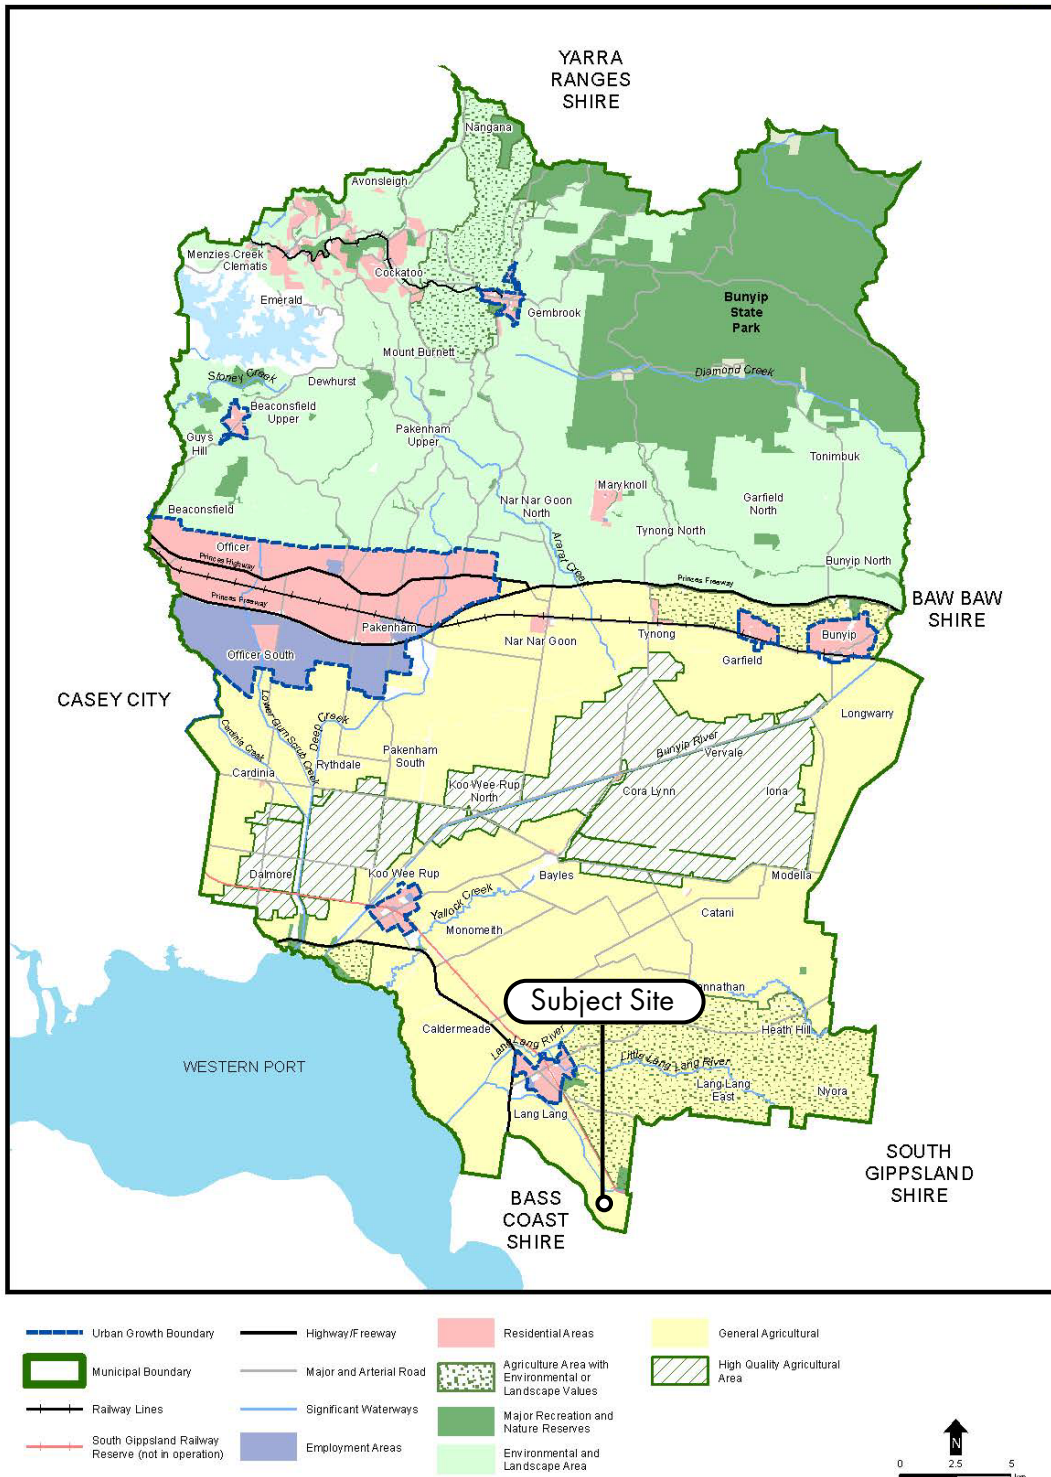 YARRA
RANGES
SHIRE
Nangana
Avonsleigh
Menzies Creek
Clematis
Cockatoo
Emerald
Gembrook
Bunyip
State
Park
Mount Burnett
Stoney Creek
Dewhurst
Diamond Creek
Beaconsfield
Upper
Guys
Hill
Pakenham
Upper
Tonimbuk
Maryknoll
Nar Nar Goon
North
Garfield
North
Beaconsfield
Tynong North
Officer
Ararat Creek
Bunyip North
Princes Highway
Princes Freeway
Princes Freeway
BAW BAW
SHIRE
Pakenham
Nar Nar Goon
Tynong
Bunyip
Officer South
Garfield
CASEY CITY
Lower Gum Scrub Creek
Deep Creek
Longwarry
Cardinia Creek
Pakenham
South
Bunyip River
Vervale
Rythdale
Cardinia
Koo Wee Rup
North
Cora Lynn
Iona
Dalmore
Koo Wee Rup
Bayles
Modella
Yallock Creek
Catani
Monomeith
Subject Site
nnathan
Caldermeade
Lang Lang River
Heath Hill
WESTERN PORT
Little Lang Lang River
Lang Lang
East
Nyora
Lang Lang
SOUTH
GIPPSLAND
SHIRE
BASS
COAST
SHIRE
Urban Growth Boundary
Highway/Freeway
Residential Areas
General Agricultural
Municipal Boundary
Major and Arterial Road
Agriculture Area with
Environmental or
Landscape Values
High Quality Agricultural
Area
Railway Lines
Significant Waterways
Major Recreation and
Nature Reserves
South Gippsland Railway
Reserve (not in operation)
Employment Areas
Environmental and
Landscape Area
N
0 2.5 5
km